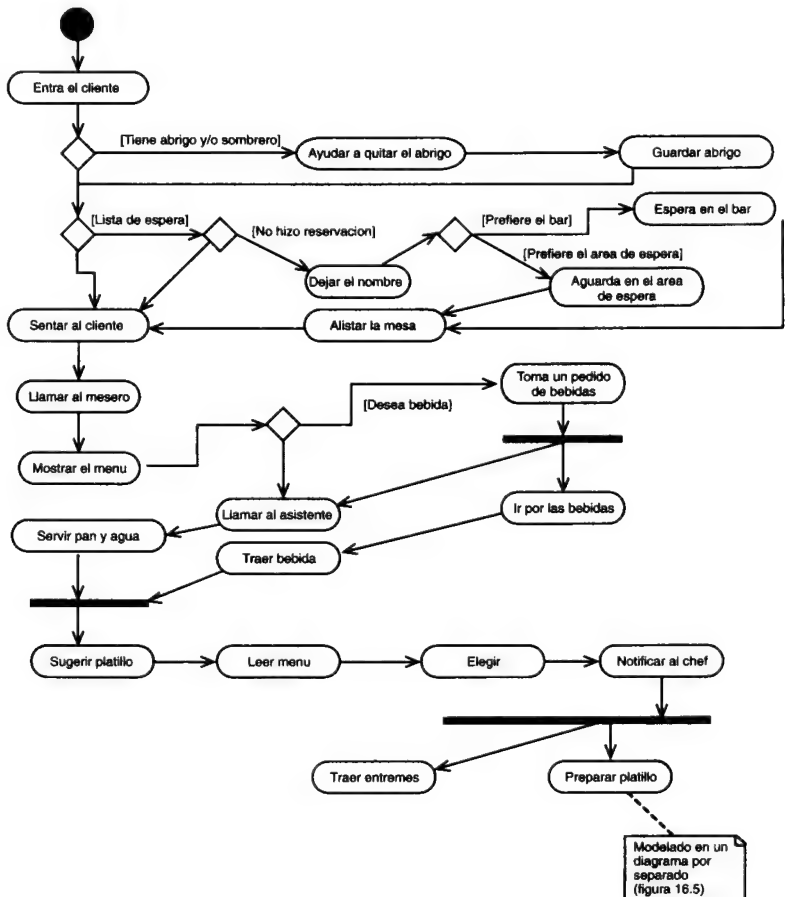 Entra el cliente
[Tiene abrigo y/o sombrero]
Ayudar a quitar el abrigo
Guardar abrigo
[Lista de espera]
[No hizo reservacion]
[Prefiere el bar]
Espera en el bar
[Prefiere el area de espera]
Dejar el nombre
Aguarda en el area
de espera
Sentar al cliente
Alistar la mesa
Llamar al mesero
Toma un pedido
de bebidas
[Desea bebida]
Mostrar el menu
Llamar al asistente
Ir por las bebidas
Servir pan y agua
Traer bebida
Sugerir platillo
Leer menu
Elegir
Notificar al chef
Traer entremes
Preparar platillo
Modelado en un
diagrama por
separado
(figura 16.5)